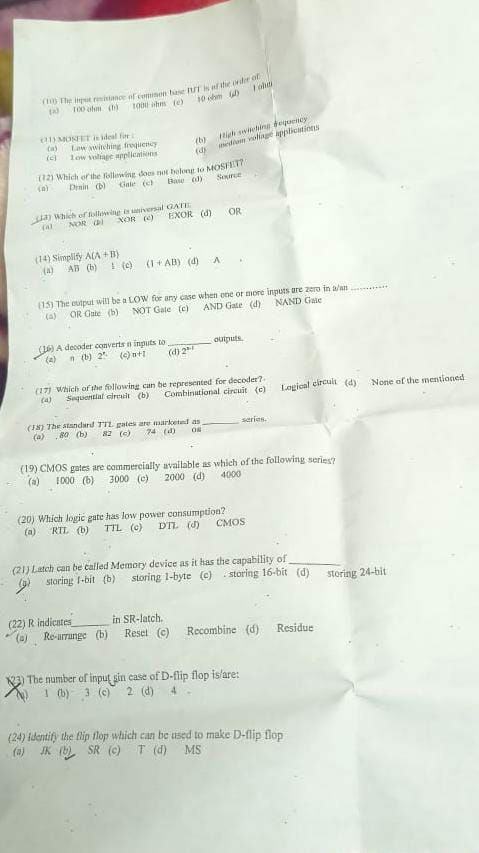 (10) The input resistance of common base BJT is of the order of
(a) 100 ohm (b) 1000 ohm (c) 10 ohm (d) 1 ohm
(11) MOSFET is ideal for :
(a) Low switching frequency (b) High switching frequency
(c) Low voltage applications (d) medium voltage applications
(12) Which of the following does not belong to MOSFET?
(a) Drain (b) Gate (c) Base (d) Source
(13) Which of following is universal GATE
(a) NOR (b) XOR (c) EXOR (d) OR
(14) Simplify A(A + B)
(a) AB (b) 1 (c) (1 + AB) (d) A
(15) The output will be a LOW for any case when one or more inputs are zero in a/an ............
(a) OR Gate (b) NOT Gate (c) AND Gate (d) NAND Gate
(16) A decoder converts n inputs to ________ outputs.
(a) n (b) 2ⁿ (c) n+1 (d) 2ⁿ⁻¹
(17) Which of the following can be represented for decoder?
(a) Sequential circuit (b) Combinational circuit (c) Logical circuit (d) None of the mentioned
(18) The standard TTL gates are marketed as ________ series.
(a) 80 (b) 82 (c) 74 (d) 08
(19) CMOS gates are commercially available as which of the following series?
(a) 1000 (b) 3000 (c) 2000 (d) 4000
(20) Which logic gate has low power consumption?
(a) RTL (b) TTL (c) DTL (d) CMOS
(21) Latch can be called Memory device as it has the capability of ________
(a) storing 1-bit (b) storing 1-byte (c) . storing 16-bit (d) storing 24-bit
(22) R indicates______ in SR-latch.
(a) Re-arrange (b) Reset (c) Recombine (d) Residue
(23) The number of input sin case of D-flip flop is/are:
(a) 1 (b) 3 (c) 2 (d) 4
(24) Identify the flip flop which can be used to make D-flip flop
(a) JK (b) SR (c) T (d) MS